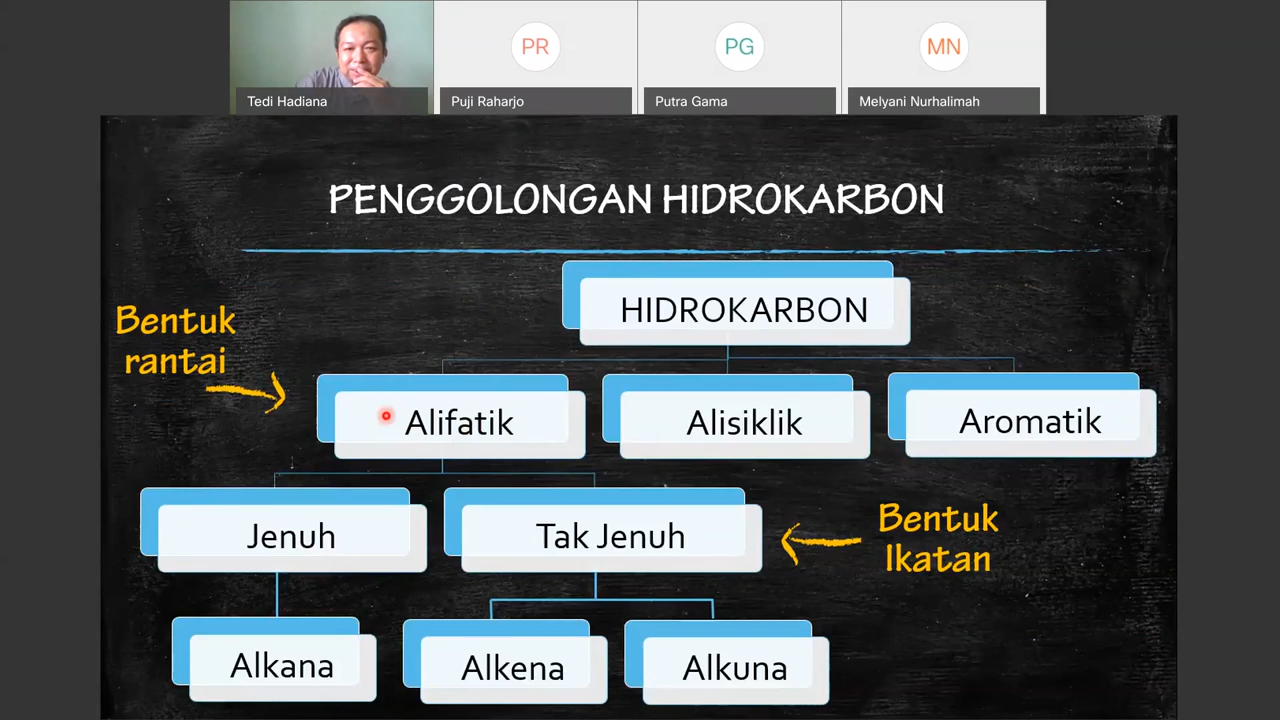 PR
PG
MN
Tedi Hadiana
Puji Raharjo
Putra Gama
Melyani Nurhalimah
PENGGOLONGAN HIDROKARBON
HIDROKARBON
Bentuk
rantai
Alifatik
Alisiklik
Aromatik
Jenuh
Tak Jenuh
Bentuk
Ikatan
Alkana
Alkena
Alkuna